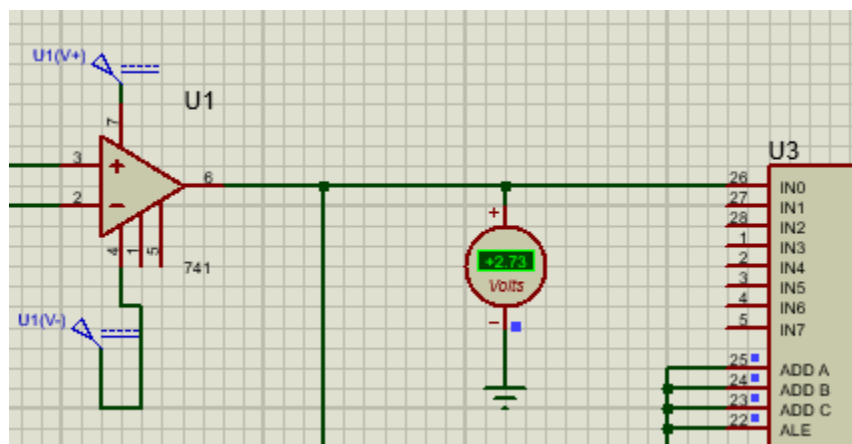 U1(V+)
U1
7
3
+
2
−
6
4
1
5
741
U1(V-)
+
+2.73
Volts
−
U3
26 IN0
27 IN1
28 IN2
1 IN3
2 IN4
3 IN5
4 IN6
5 IN7
25 ADD A
24 ADD B
23 ADD C
22 ALE